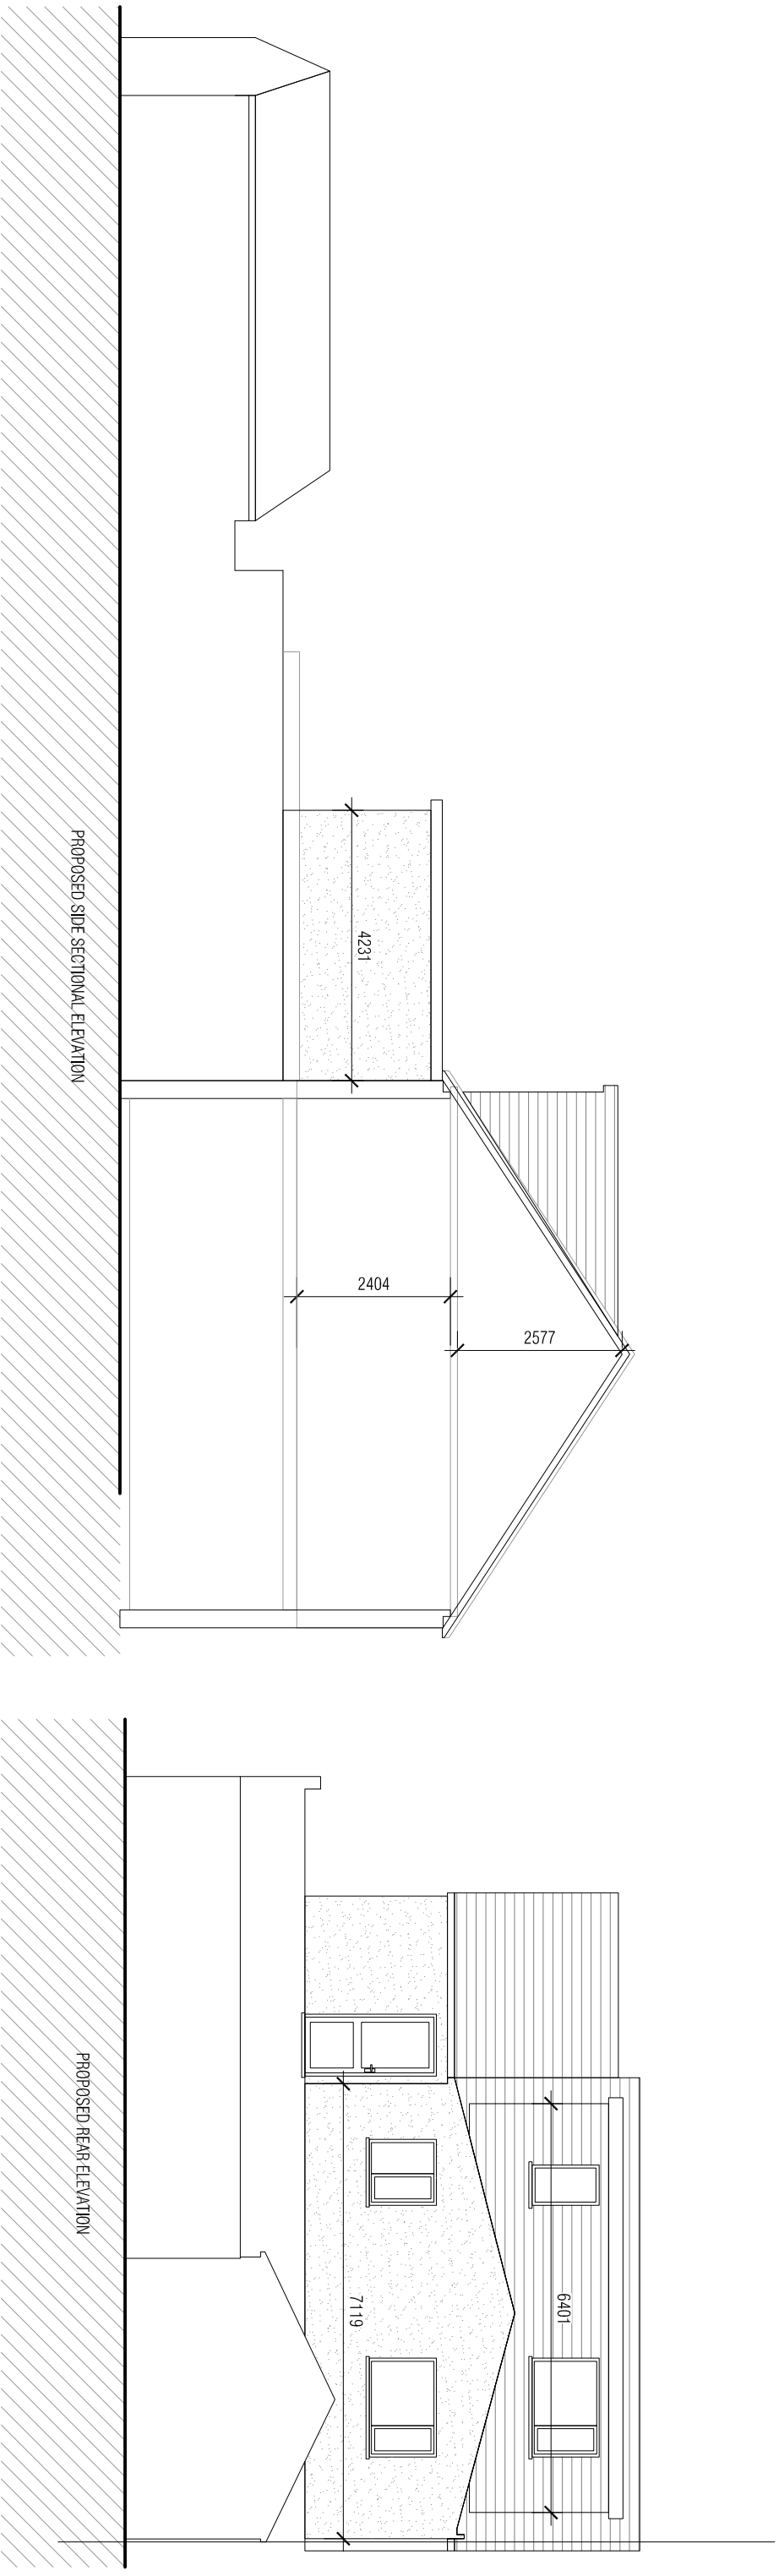 4231
2404
2577
PROPOSED SIDE SECTIONAL ELEVATION
7119
6401
PROPOSED REAR ELEVATION